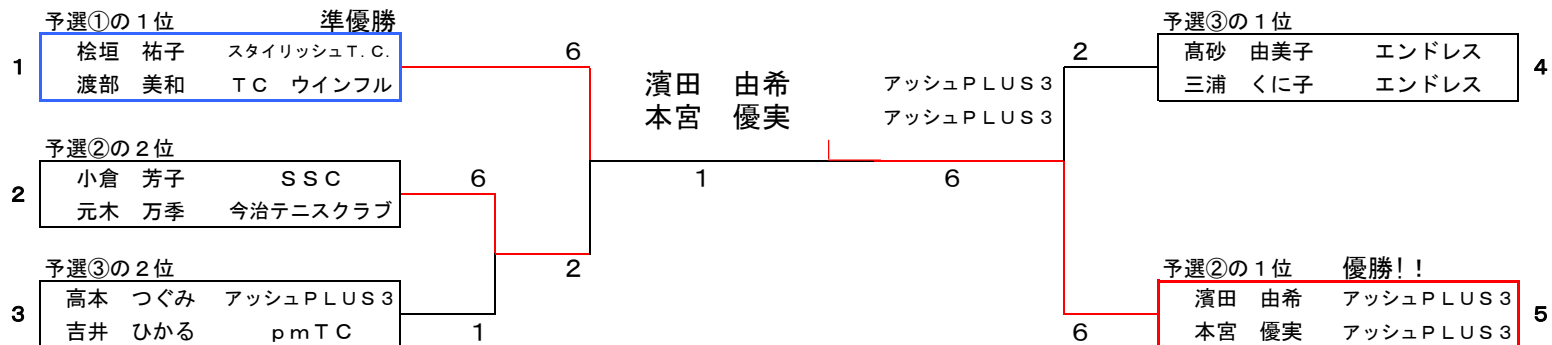 予選①の１位　準優勝
1
桧垣　祐子　スタイリッシュＴ.Ｃ.
渡部　美和　ＴＣ　ウインフル
6
予選②の２位
2
小倉　芳子　ＳＳＣ
元木　万季　今治テニスクラブ
6
予選③の２位
3
高本　つぐみ　アッシュＰＬＵＳ３
吉井　ひかる　ｐｍＴＣ
1
2
濱田　由希　アッシュＰＬＵＳ３
本宮　優実　アッシュＰＬＵＳ３
1　6
予選③の１位
2
髙砂　由美子　エンドレス
三浦　くに子　エンドレス
4
予選②の１位　優勝！！
濱田　由希　アッシュＰＬＵＳ３
本宮　優実　アッシュＰＬＵＳ３
5
6